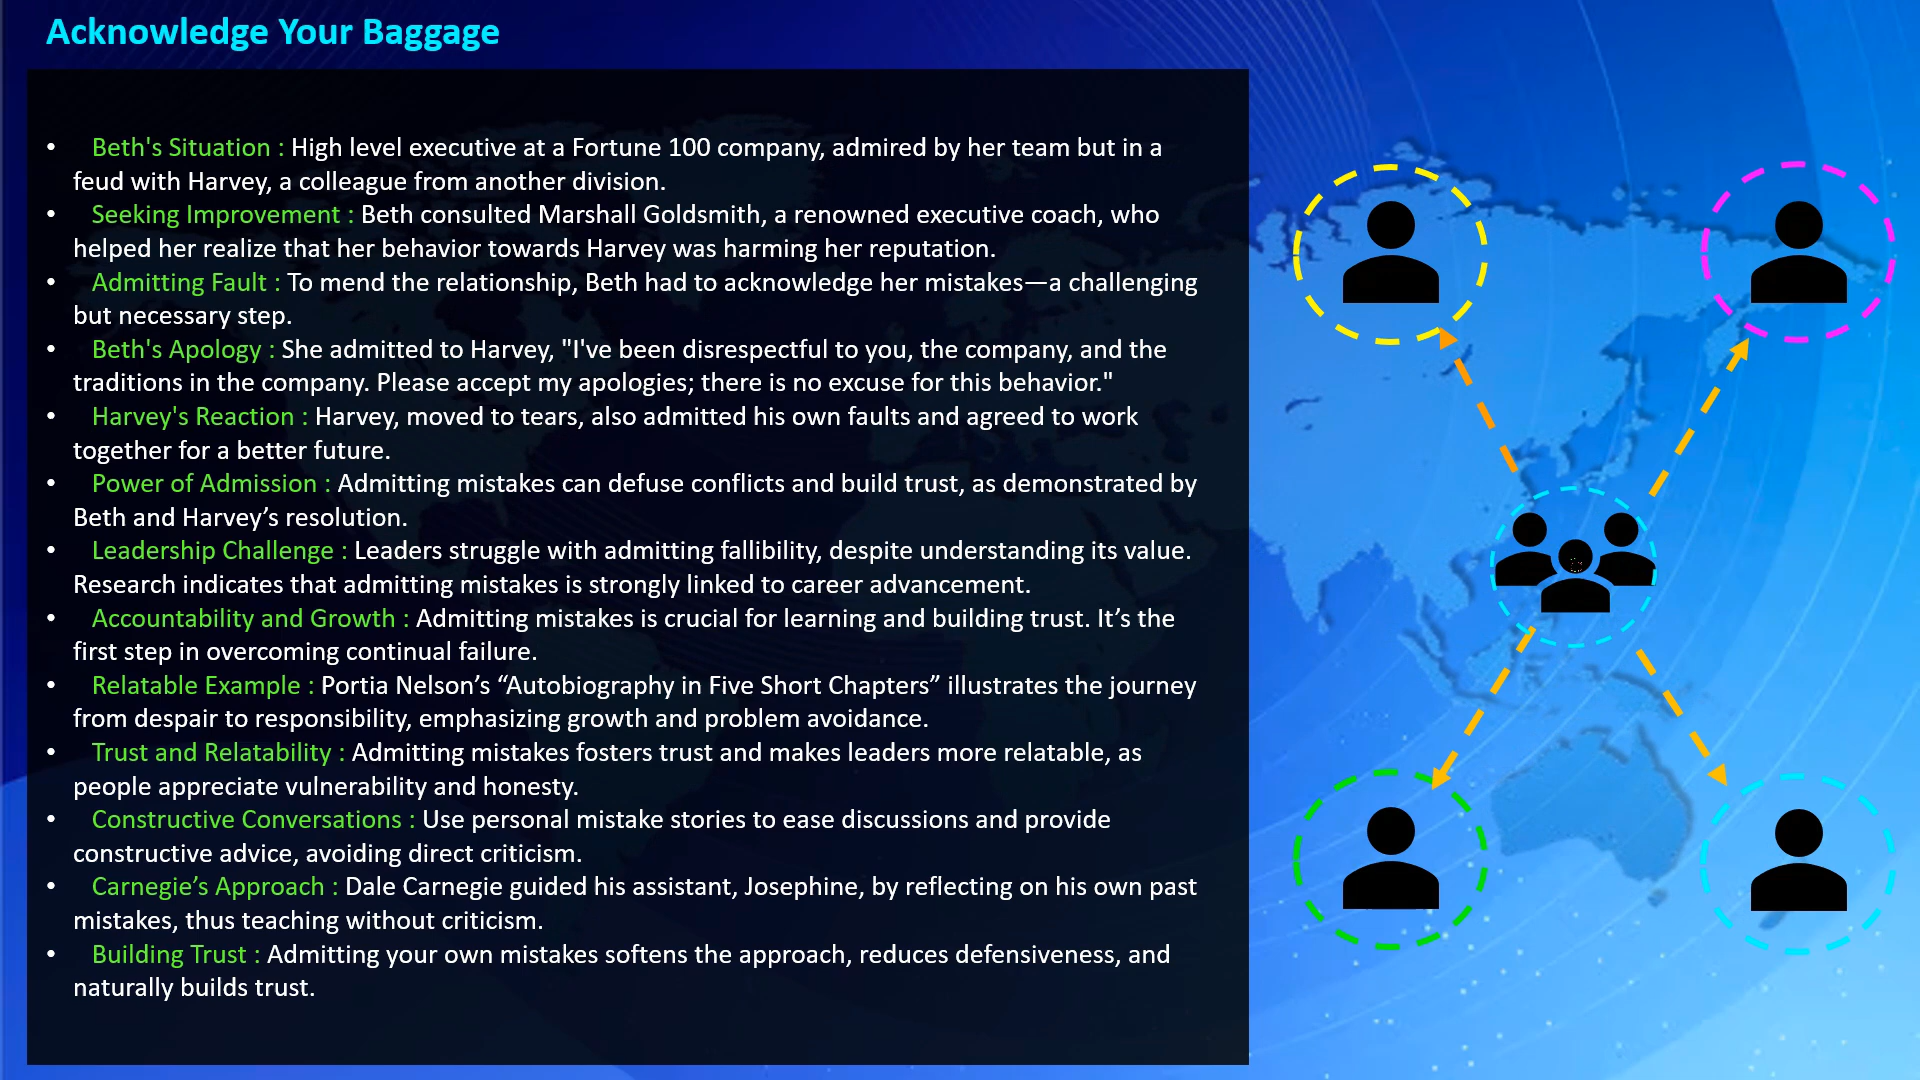 Acknowledge Your Baggage
• Beth's Situation : High level executive at a Fortune 100 company, admired by her team but in a
feud with Harvey, a colleague from another division.
• Seeking Improvement : Beth consulted Marshall Goldsmith, a renowned executive coach, who
helped her realize that her behavior towards Harvey was harming her reputation.
• Admitting Fault : To mend the relationship, Beth had to acknowledge her mistakes—a challenging
but necessary step.
• Beth's Apology : She admitted to Harvey, "I've been disrespectful to you, the company, and the
traditions in the company. Please accept my apologies; there is no excuse for this behavior."
• Harvey's Reaction : Harvey, moved to tears, also admitted his own faults and agreed to work
together for a better future.
• Power of Admission : Admitting mistakes can defuse conflicts and build trust, as demonstrated by
Beth and Harvey’s resolution.
• Leadership Challenge : Leaders struggle with admitting fallibility, despite understanding its value.
Research indicates that admitting mistakes is strongly linked to career advancement.
• Accountability and Growth : Admitting mistakes is crucial for learning and building trust. It’s the
first step in overcoming continual failure.
• Relatable Example : Portia Nelson’s “Autobiography in Five Short Chapters” illustrates the journey
from despair to responsibility, emphasizing growth and problem avoidance.
• Trust and Relatability : Admitting mistakes fosters trust and makes leaders more relatable, as
people appreciate vulnerability and honesty.
• Constructive Conversations : Use personal mistake stories to ease discussions and provide
constructive advice, avoiding direct criticism.
• Carnegie’s Approach : Dale Carnegie guided his assistant, Josephine, by reflecting on his own past
mistakes, thus teaching without criticism.
• Building Trust : Admitting your own mistakes softens the approach, reduces defensiveness, and
naturally builds trust.